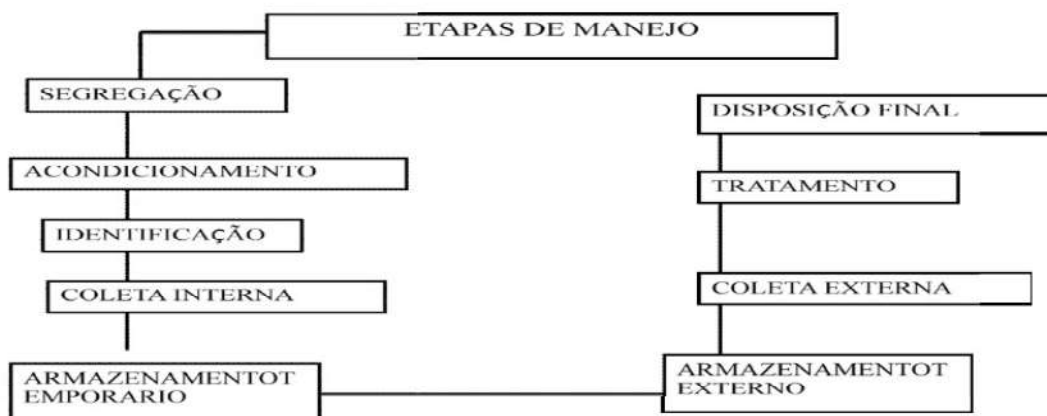 ETAPAS DE MANEJO
SEGREGAÇÃO
ACONDICIONAMENTO
IDENTIFICAÇÃO
COLETA INTERNA
ARMAZENAMENTOT
EMPORARIO
ARMAZENAMENTOT
EXTERNO
COLETA EXTERNA
TRATAMENTO
DISPOSIÇÃO FINAL